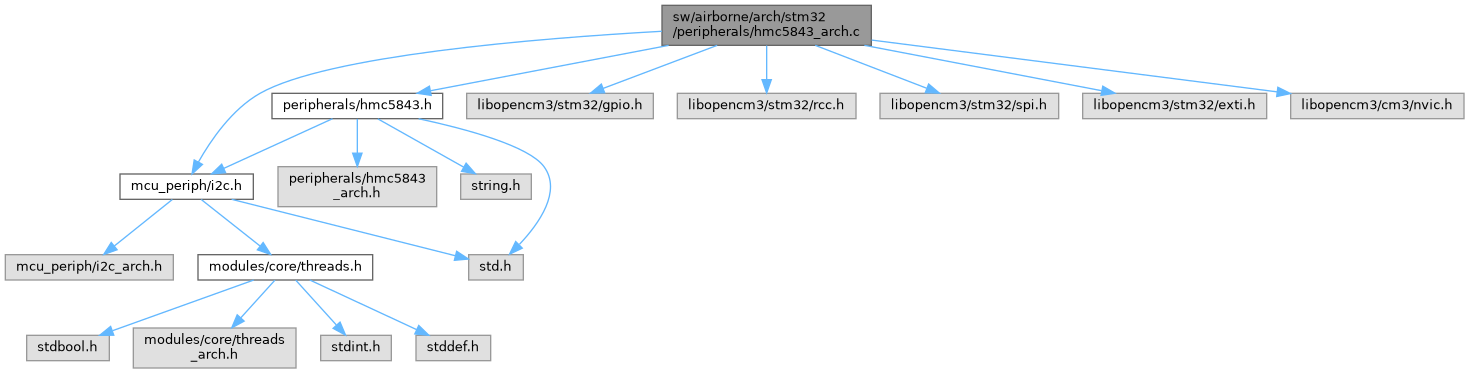 sw/airborne/arch/stm32
/peripherals/hmc5843_arch.c
peripherals/hmc5843.h
libopencm3/stm32/gpio.h
libopencm3/stm32/rcc.h
libopencm3/stm32/spi.h
libopencm3/stm32/exti.h
libopencm3/cm3/nvic.h
mcu_periph/i2c.h
peripherals/hmc5843
_arch.h
string.h
mcu_periph/i2c_arch.h
modules/core/threads.h
std.h
stdbool.h
modules/core/threads
_arch.h
stdint.h
stddef.h